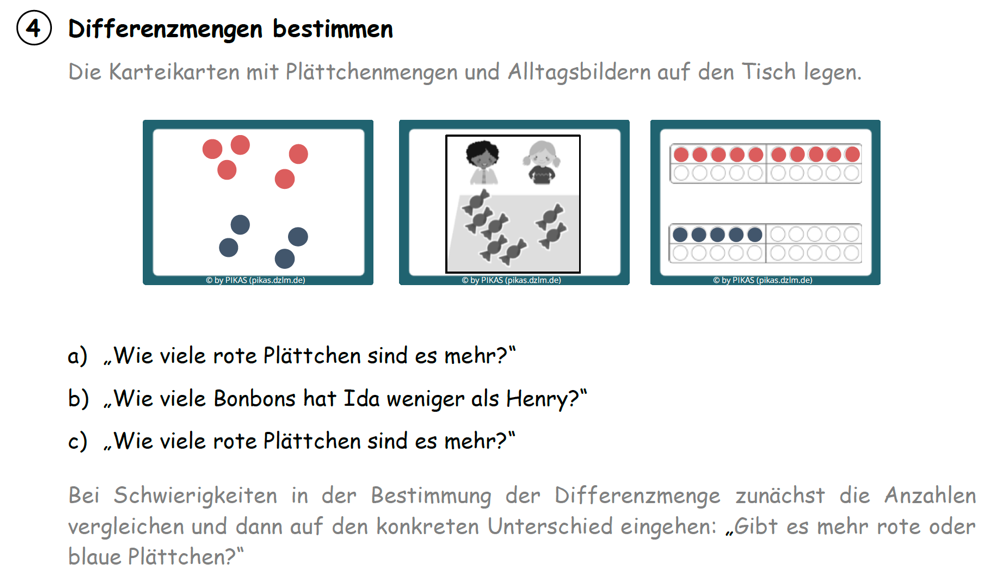 4 Differenzmengen bestimmen
Die Karteikarten mit Plättchenmengen und Alltagsbildern auf den Tisch legen.
© by PIKAS (pikas.dzlm.de)
© by PIKAS (pikas.dzlm.de)
© by PIKAS (pikas.dzlm.de)
a) „Wie viele rote Plättchen sind es mehr?“
b) „Wie viele Bonbons hat Ida weniger als Henry?“
c) „Wie viele rote Plättchen sind es mehr?“
Bei Schwierigkeiten in der Bestimmung der Differenzmenge zunächst die Anzahlen
vergleichen und dann auf den konkreten Unterschied eingehen: „Gibt es mehr rote oder
blaue Plättchen?“